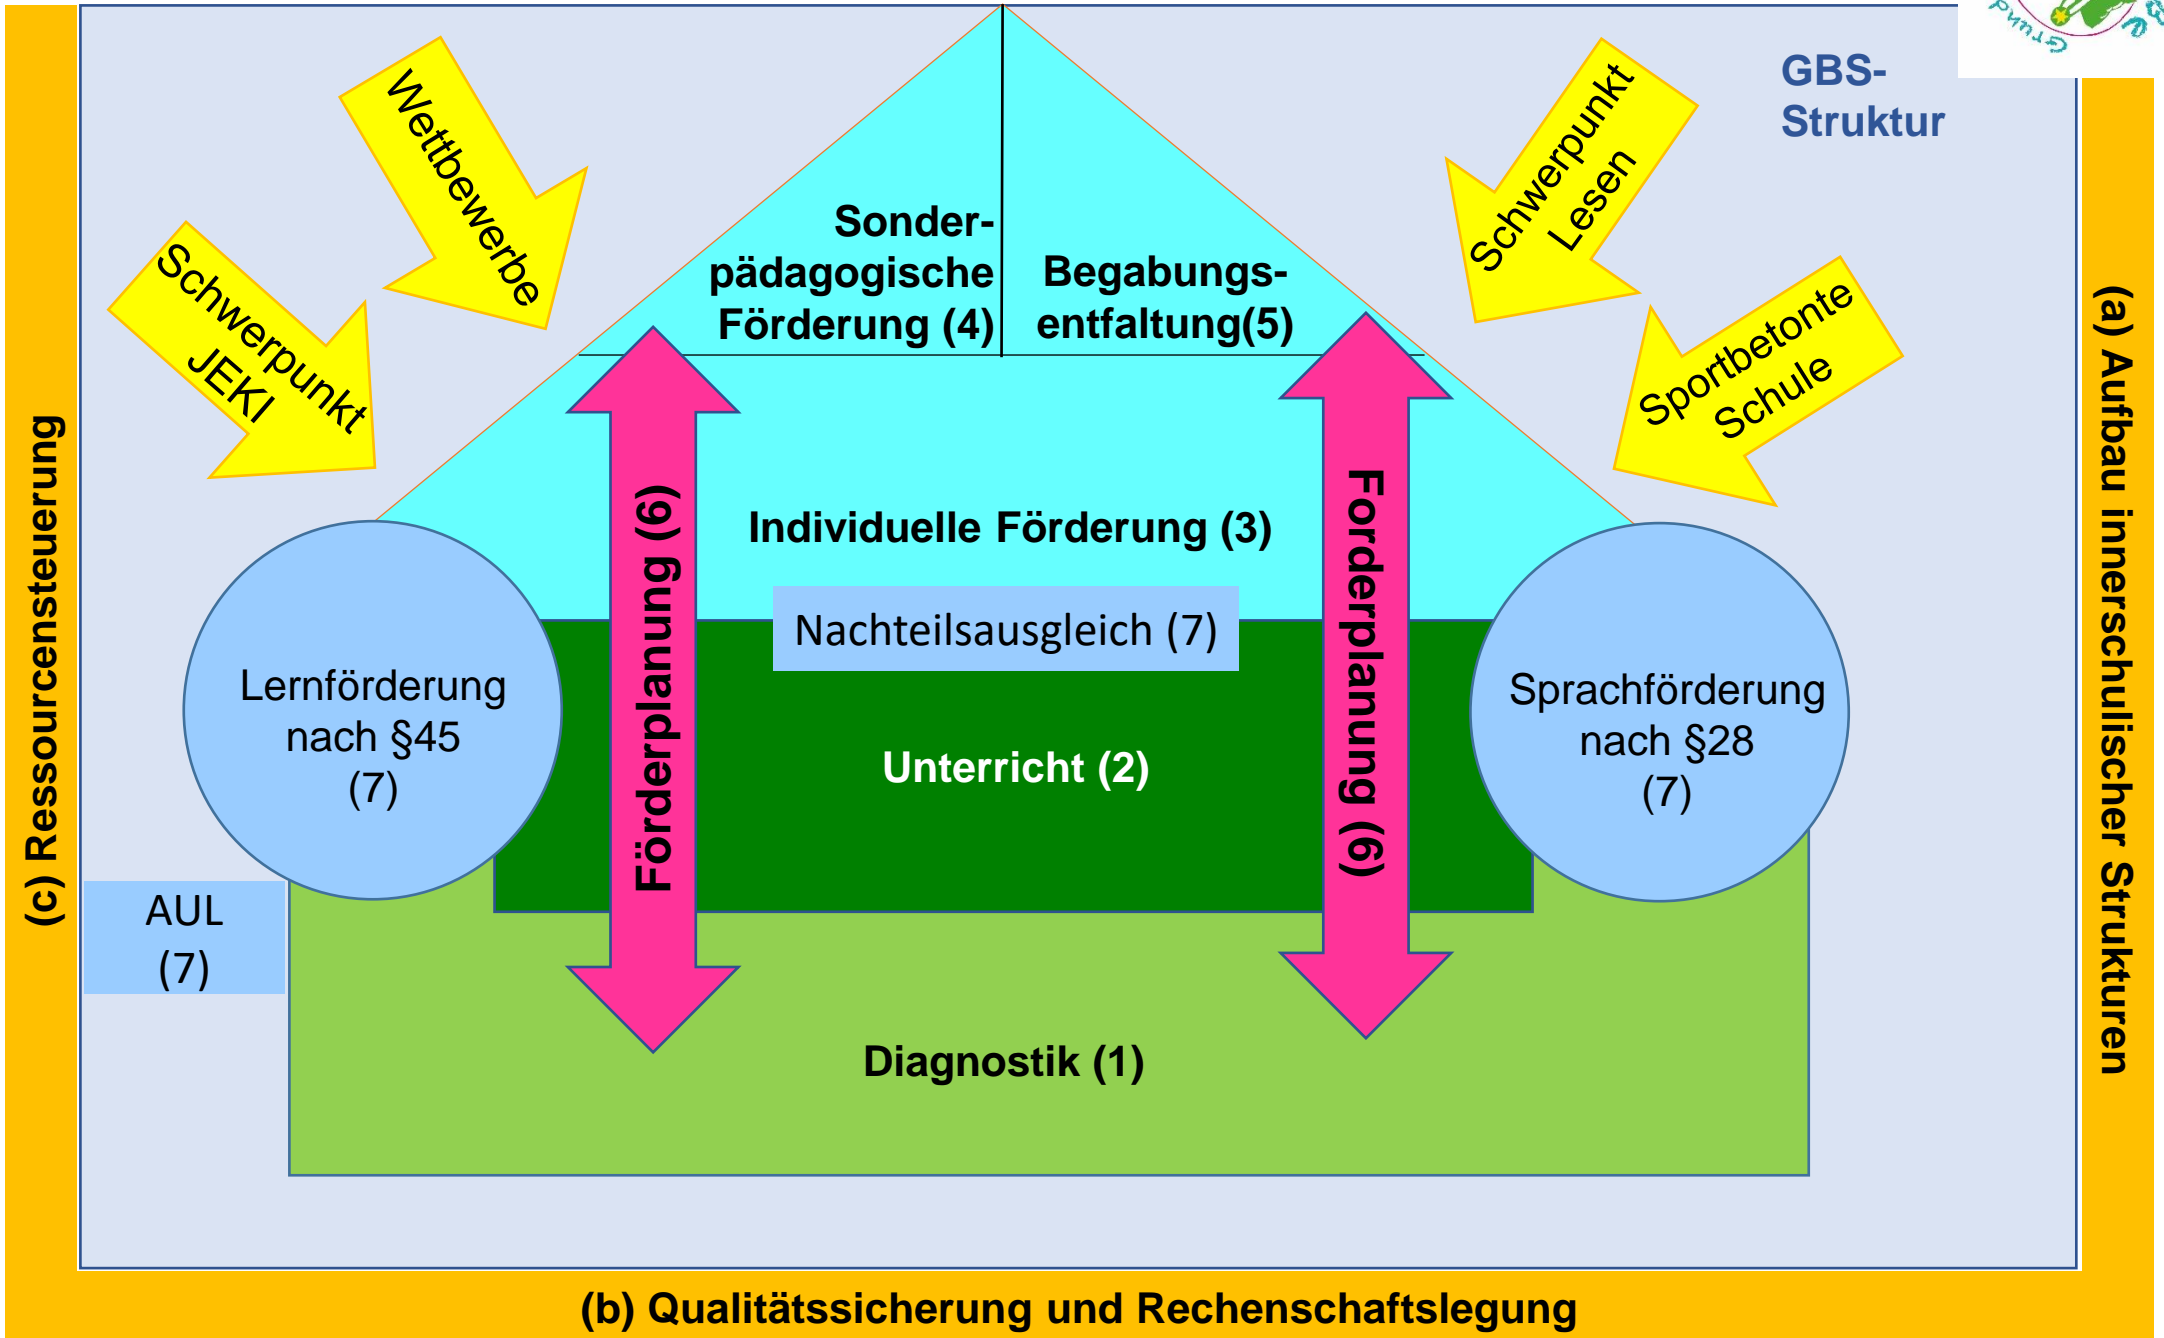 Grund
GBS-
Struktur
Wettbewerbe
Schwerpunkt
JEKI
Schwerpunkt
Lesen
Sportbetonte
Schule
Sonder-
pädagogische
Förderung (4)
Begabungs-
entfaltung(5)
Individuelle Förderung (3)
Nachteilsausgleich (7)
Förderplanung (6)
Forderplanung (6)
Lernförderung
nach §45
(7)
Unterricht (2)
Sprachförderung
nach §28
(7)
AUL
(7)
Diagnostik (1)
(c) Ressourcensteuerung
(a) Aufbau innerschulischer Strukturen
(b) Qualitätssicherung und Rechenschaftslegung